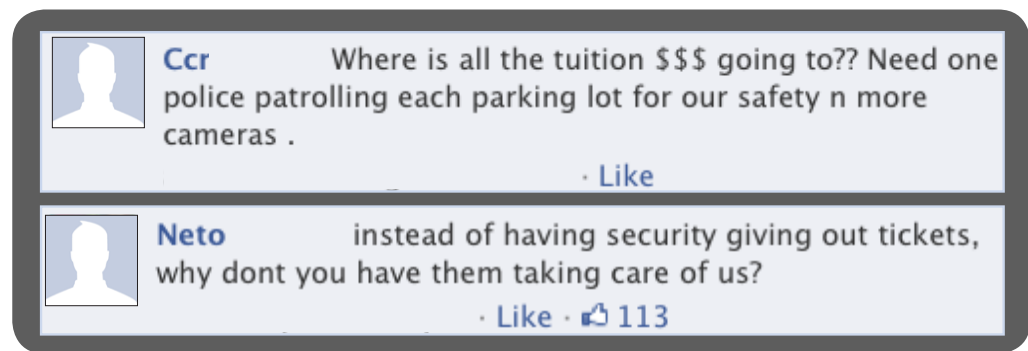 Ccr Where is all the tuition $$$ going to?? Need one
police patrolling each parking lot for our safety n more
cameras .
· Like
Neto instead of having security giving out tickets,
why dont you have them taking care of us?
· Like · 113